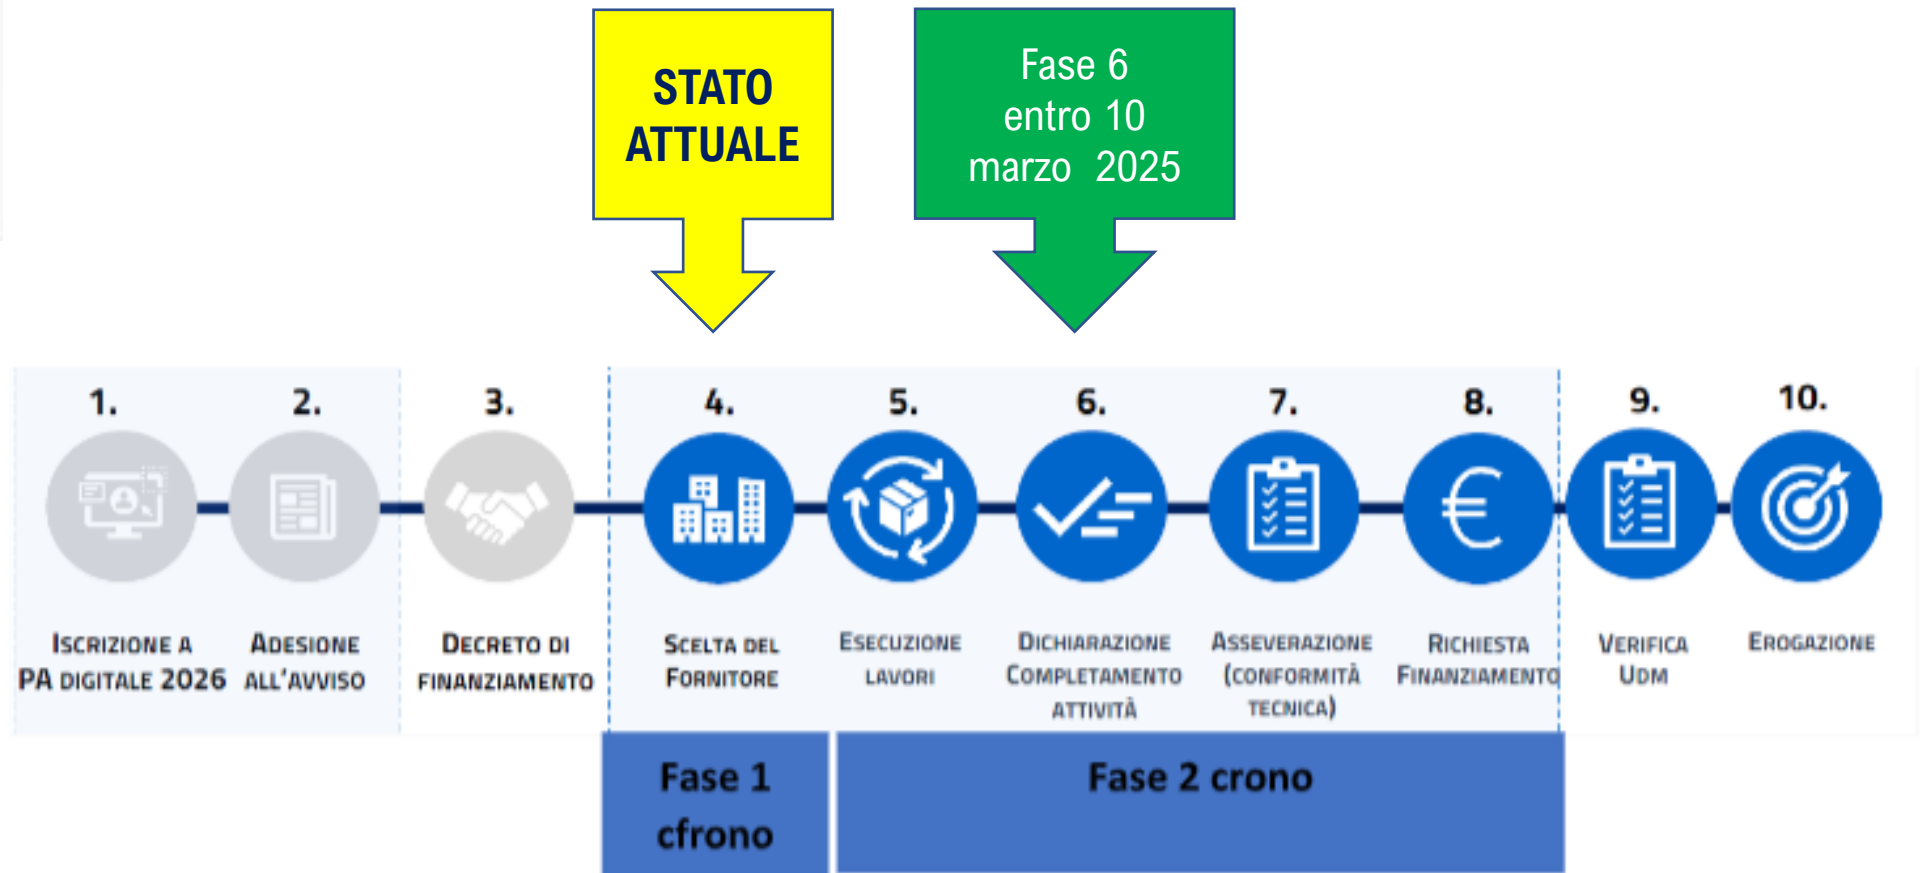 STATO
ATTUALE
Fase 6
entro 10
marzo 2025
1.
2.
3.
4.
5.
6.
7.
8.
9.
10.
€
ISCRIZIONE A
PA DIGITALE 2026
ADESIONE
ALL'AVVISO
DECRETO DI
FINANZIAMENTO
SCELTA DEL
FORNITORE
ESECUZIONE
LAVORI
DICHIARAZIONE
COMPLETAMENTO
ATTIVITÀ
ASSEVERAZIONE
(CONFORMITÀ
TECNICA)
RICHIESTA
FINANZIAMENTO
VERIFICA
UDM
EROGAZIONE
Fase 1
cfrono
Fase 2 crono